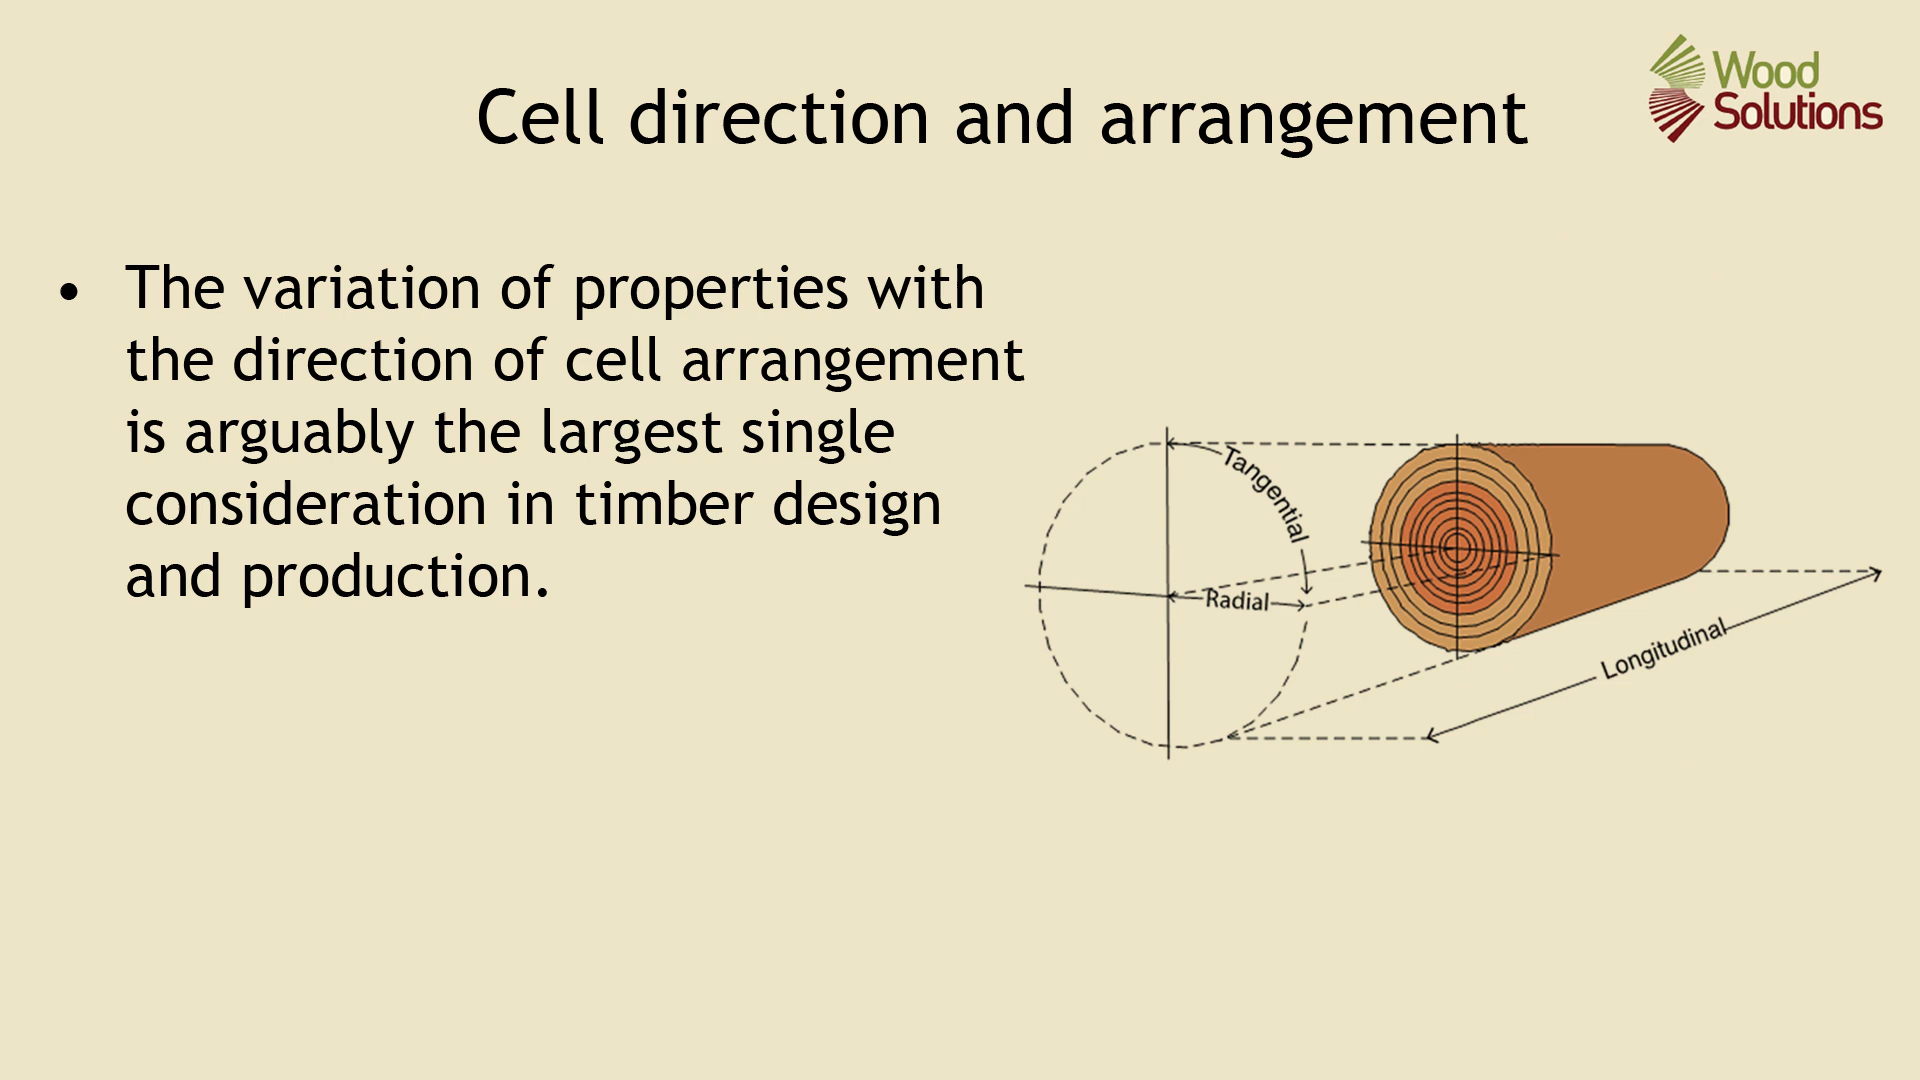 Wood
Solutions
Cell direction and arrangement
• The variation of properties with
the direction of cell arrangement
is arguably the largest single
consideration in timber design
and production.
Tangential
Radial
Longitudinal